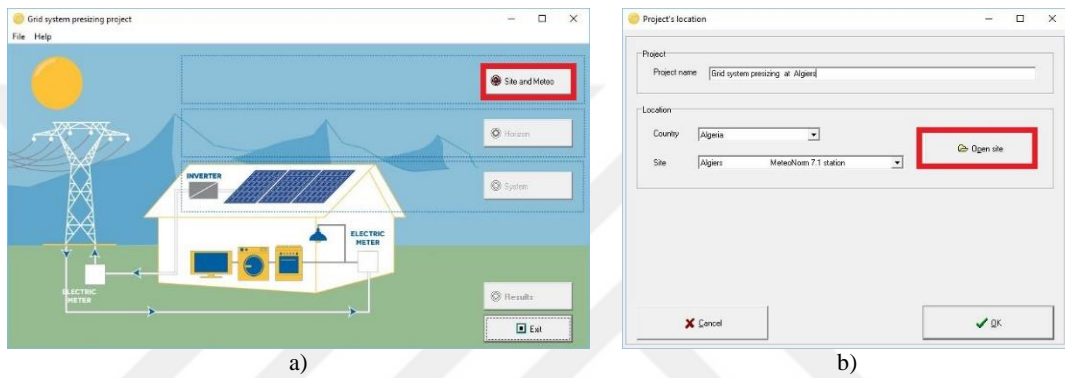 Grid system presizing project
File Help
Site and Meteo
Horizon
System
INVERTER
ELECTRIC
METER
ELECTRIC
METER
Results
Exit
a)
Project's location
Project
Project name Grid system presizing at Algiers
Location
Country Algeria
Open site
Site Algiers MeteoNorm 7.1 station
Cancel
OK
b)